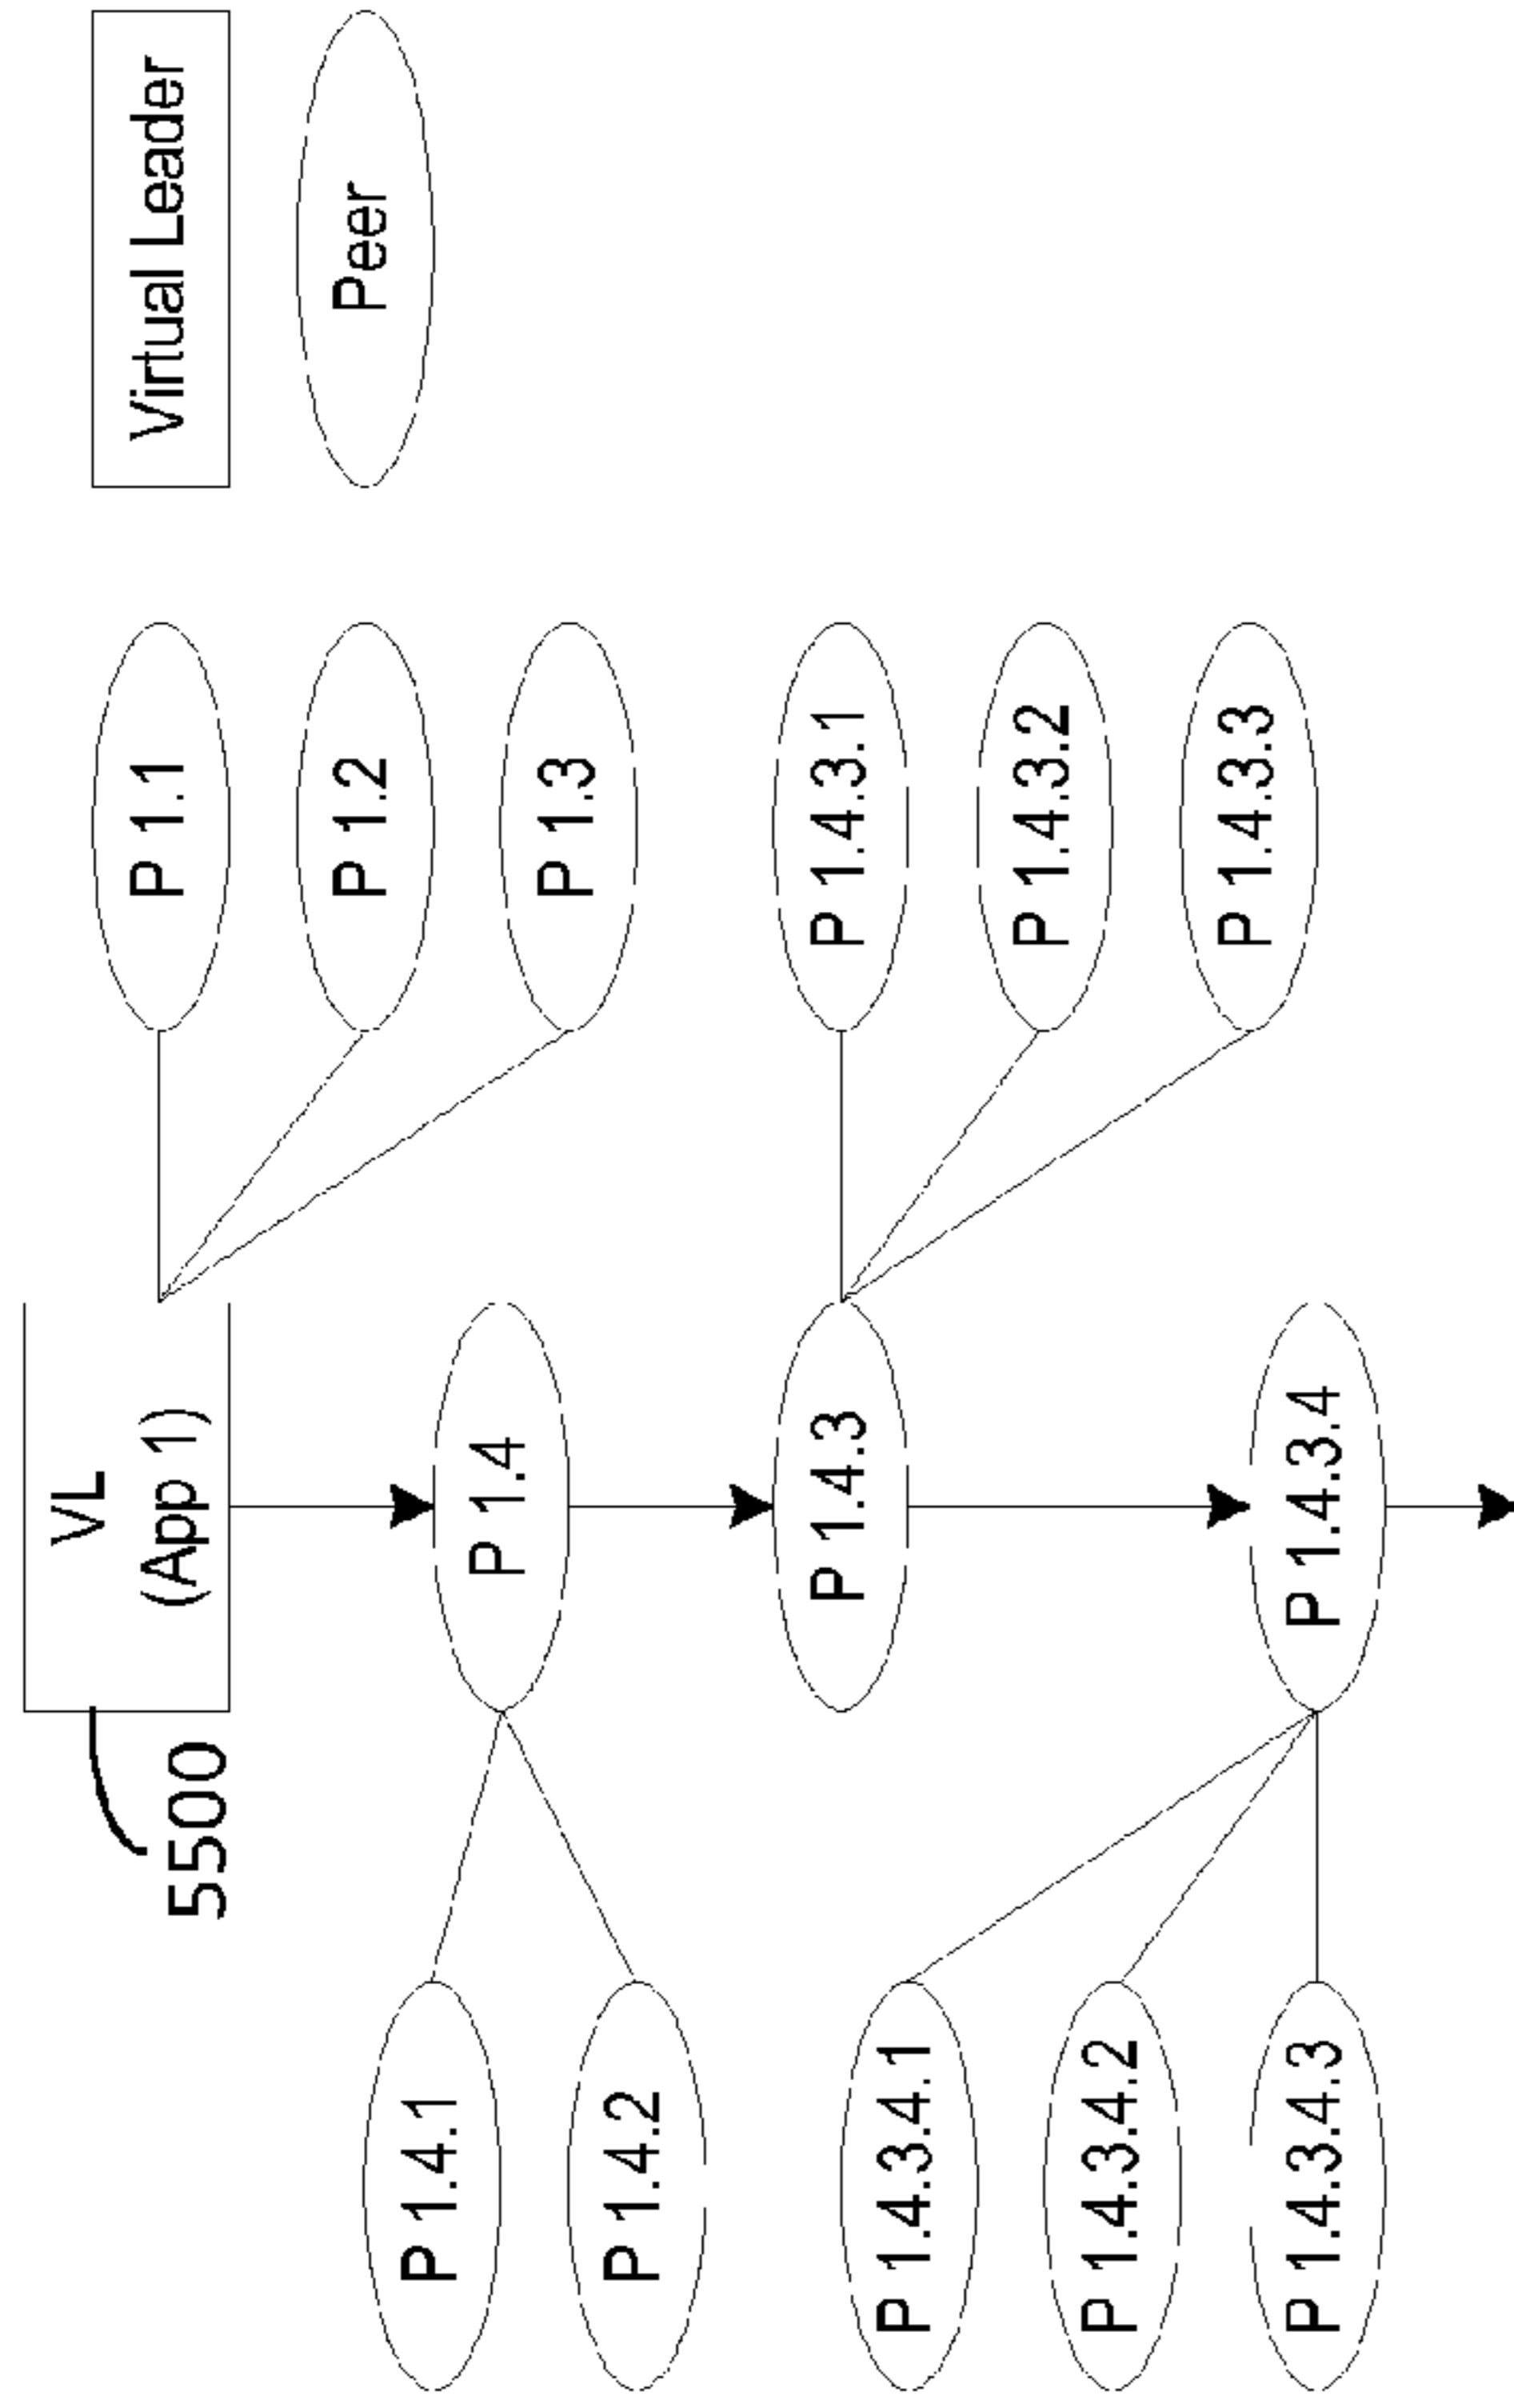 VL
(App 1)
5500
P 1.1
Virtual Leader
P 1.4.1
P 1.2
Peer
P 1.4
P 1.3
P 1.4.2
P 1.4.3
P 1.4.3.1
P 1.4.3.4.1
P 1.4.3.2
P 1.4.3.4.2
P 1.4.3.3
P 1.4.3.4.3
P 1.4.3.4